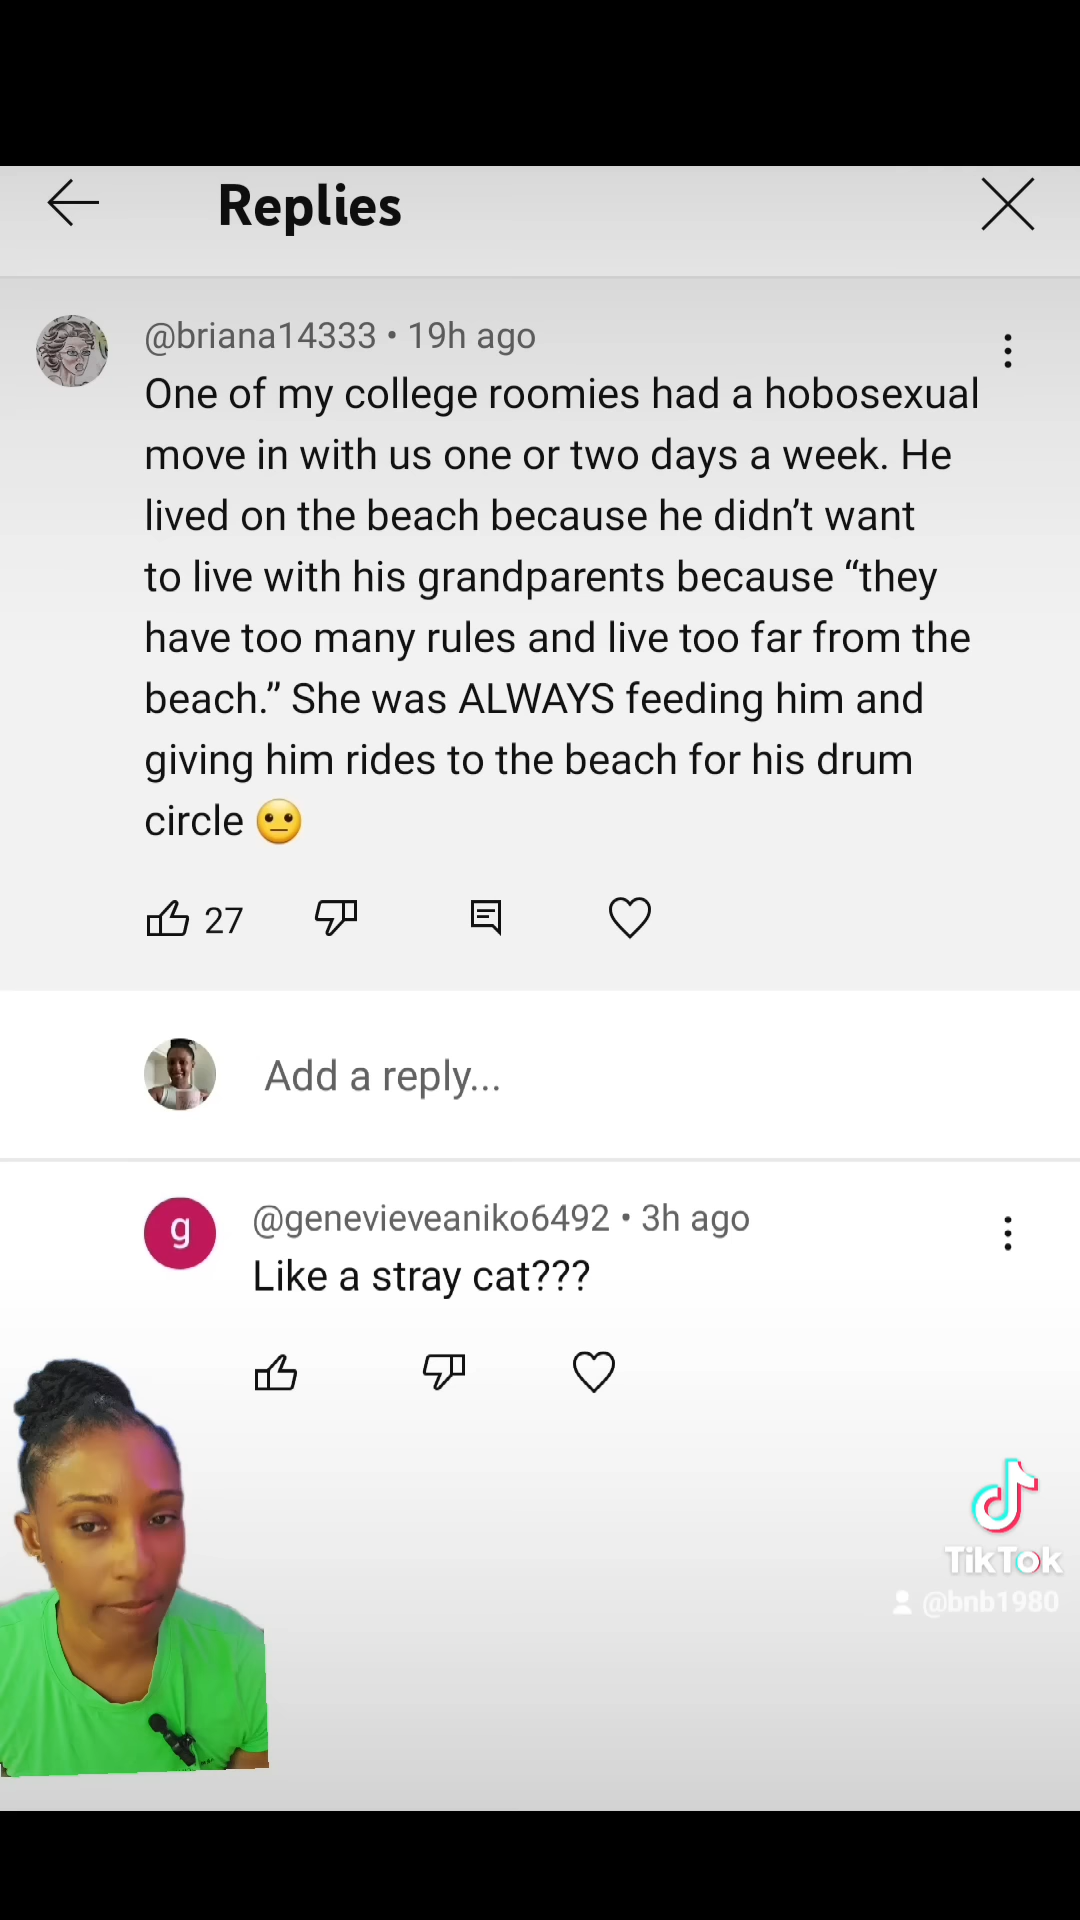 Replies
@briana14333 • 19h ago
One of my college roomies had a hobosexual
move in with us one or two days a week. He
lived on the beach because he didn’t want
to live with his grandparents because “they
have too many rules and live too far from the
beach.” She was ALWAYS feeding him and
giving him rides to the beach for his drum
circle 😐
27
Add a reply...
g
@genevieveaniko6492 • 3h ago
Like a stray cat???
TikTok
@bnb1980